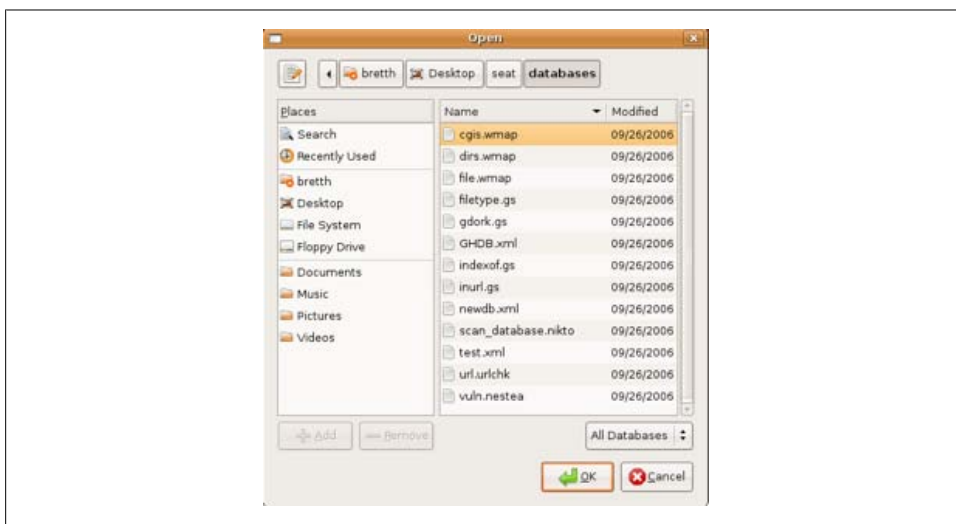 Open
bretth Desktop seat databases
Places
Search
Recently Used
bretth
Desktop
File System
Floppy Drive
Documents
Music
Pictures
Videos
Name Modified
cgis.wmap 09/26/2006
dirs.wmap 09/26/2006
file.wmap 09/26/2006
filetype.gs 09/26/2006
gdork.gs 09/26/2006
GHDB.xml 09/26/2006
indexof.gs 09/26/2006
inurl.gs 09/26/2006
newdb.xml 09/26/2006
scan_database.nikto 09/26/2006
test.xml 09/26/2006
url.urlchk 09/26/2006
vuln.nestea 09/26/2006
Add Remove
All Databases
OK Cancel